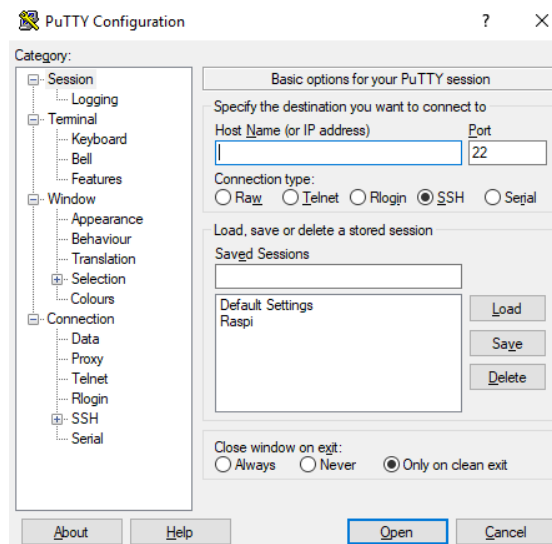 PuTTY Configuration
?
Category:
Session
Logging
Terminal
Keyboard
Bell
Features
Window
Appearance
Behaviour
Translation
Selection
Colours
Connection
Data
Proxy
Telnet
Rlogin
SSH
Serial
Basic options for your PuTTY session
Specify the destination you want to connect to
Host Name (or IP address) Port
22
Connection type:
Raw Telnet Rlogin SSH Serial
Load, save or delete a stored session
Saved Sessions
Default Settings
Raspi
Load
Save
Delete
Close window on exit:
Always Never Only on clean exit
About Help Open Cancel